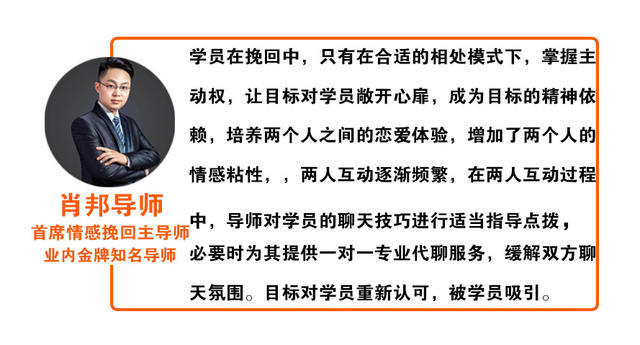 学员在挽回中，只有在合适的相处模式下，掌握主
动权，让目标对学员敞开心扉，成为目标的精神依
赖，培养两个人之间的恋爱体验，增加了两个人的
情感粘性，，两人互动逐渐频繁，在两人互动过程
中，导师对学员的聊天技巧进行适当指导点拨，
必要时为其提供一对一专业代聊服务，缓解双方聊
天氛围。目标对学员重新认可，被学员吸引。
肖邦导师
首席情感挽回主导师
业内金牌知名导师